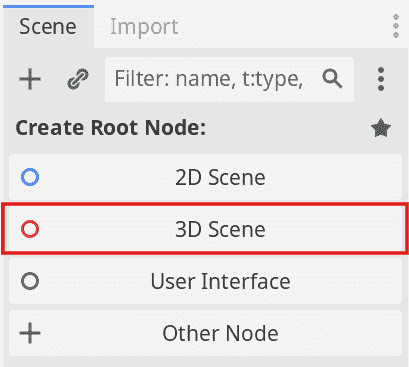 Scene Import
Filter: name, t:type,
Create Root Node:
2D Scene
3D Scene
User Interface
Other Node